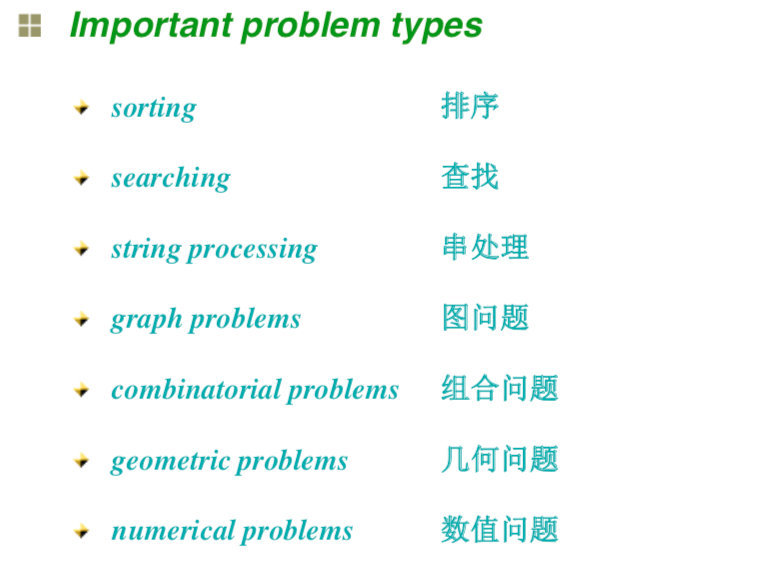 Important problem types
sorting 排序
searching 查找
string processing 串处理
graph problems 图问题
combinatorial problems 组合问题
geometric problems 几何问题
numerical problems 数值问题